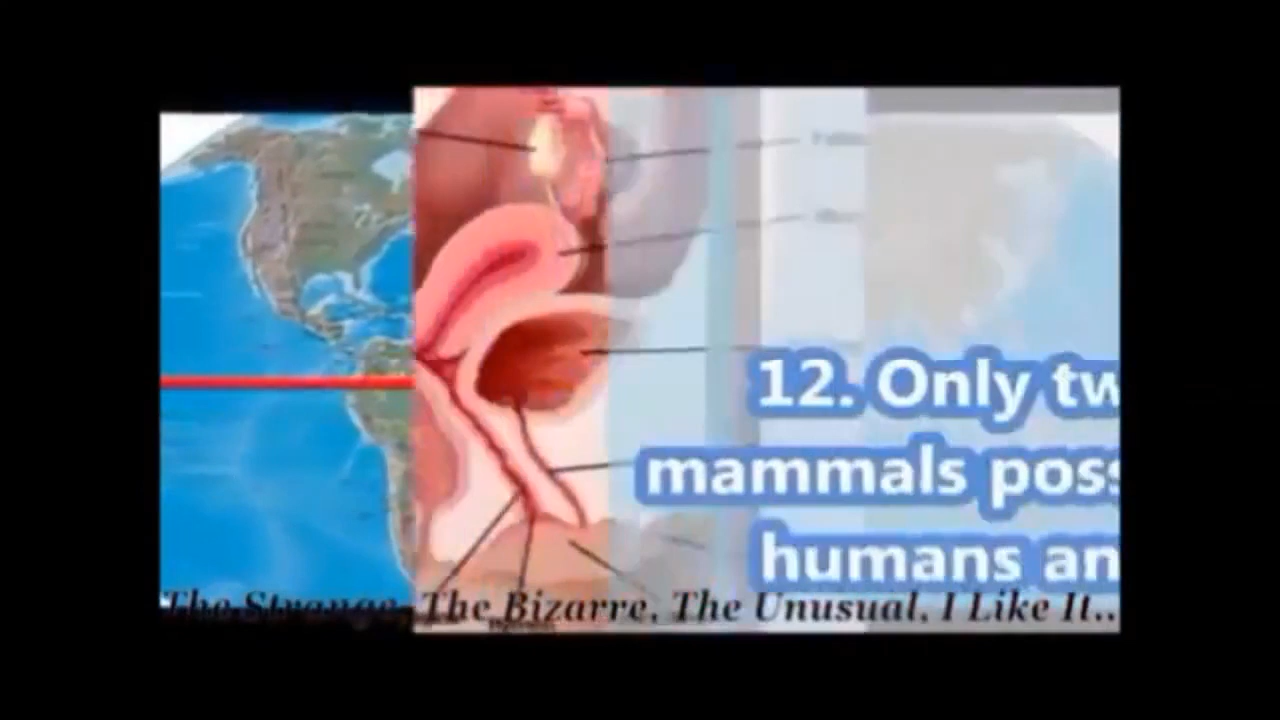 12. Only tw
mammals poss
humans an
The Strange, The Bizarre, The Unusual, I Like It..